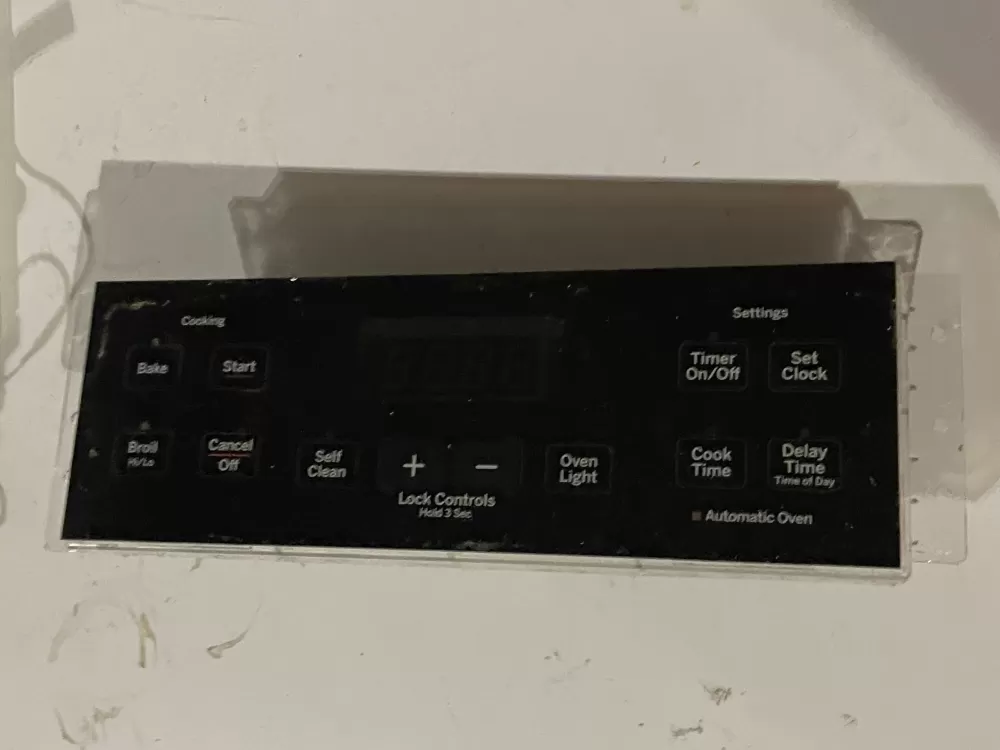 Cooking
Settings
Bake
Start
Timer
On/Off
Set
Clock
Broil
Hi/Lo
Cancel
Off
Self
Clean
+
−
Lock Controls
Hold 3 Sec
Oven
Light
Cook
Time
Delay
Time
Time of Day
Automatic Oven